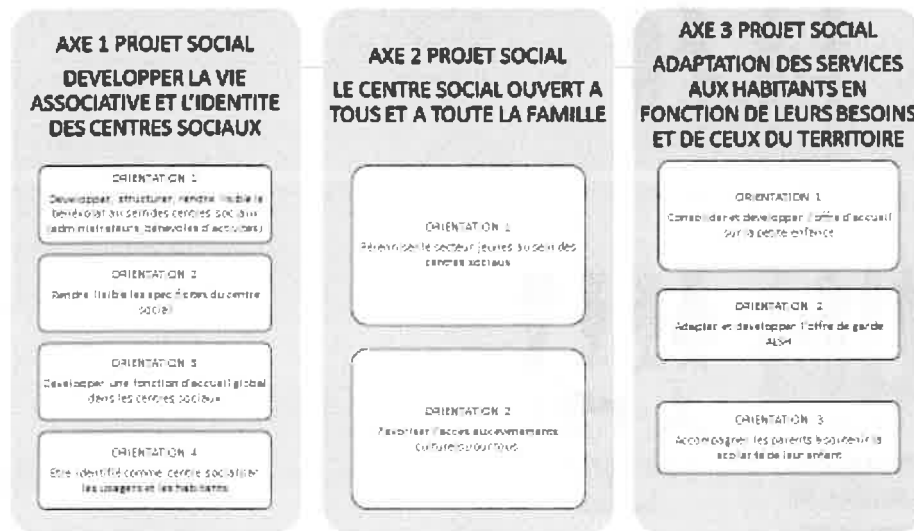 AXE 1 PROJET SOCIAL
DEVELOPPER LA VIE
ASSOCIATIVE ET L'IDENTITE
DES CENTRES SOCIAUX
ORIENTATION 1
Developper, structurer, rendre lisible le
bénévolat au sein des centres sociaux
(administrateurs, bénévoles d'activités)
ORIENTATION 2
Rendre lisible les spécificités du centre
social
ORIENTATION 3
Developper une fonction d'accueil global
dans les centres sociaux
ORIENTATION 4
Etre identifié comme centre social par
les usagers et les habitants
AXE 2 PROJET SOCIAL
LE CENTRE SOCIAL OUVERT A
TOUS ET A TOUTE LA FAMILLE
ORIENTATION 1
Pérenniser le secteur jeunes au sein des
centres sociaux
ORIENTATION 2
Favoriser l'accès aux évènements
culturels pour tous
AXE 3 PROJET SOCIAL
ADAPTATION DES SERVICES
AUX HABITANTS EN
FONCTION DE LEURS BESOINS
ET DE CEUX DU TERRITOIRE
ORIENTATION 1
Consolider et developper l'offre d'accueil
sur la petite enfance
ORIENTATION 2
Adapter et developper l'offre de garde
ALSH
ORIENTATION 3
Accompagner les parents à soutenir la
scolarité de leur enfant